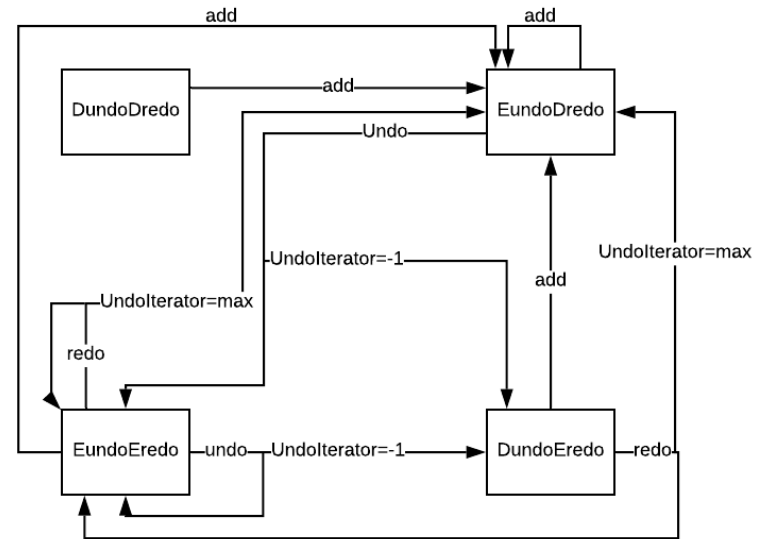 add
add
DundoDredo
add
EundoDredo
Undo
UndoIterator=-1
UndoIterator=max
add
UndoIterator=max
redo
EundoEredo
undo
UndoIterator=-1
DundoEredo
redo